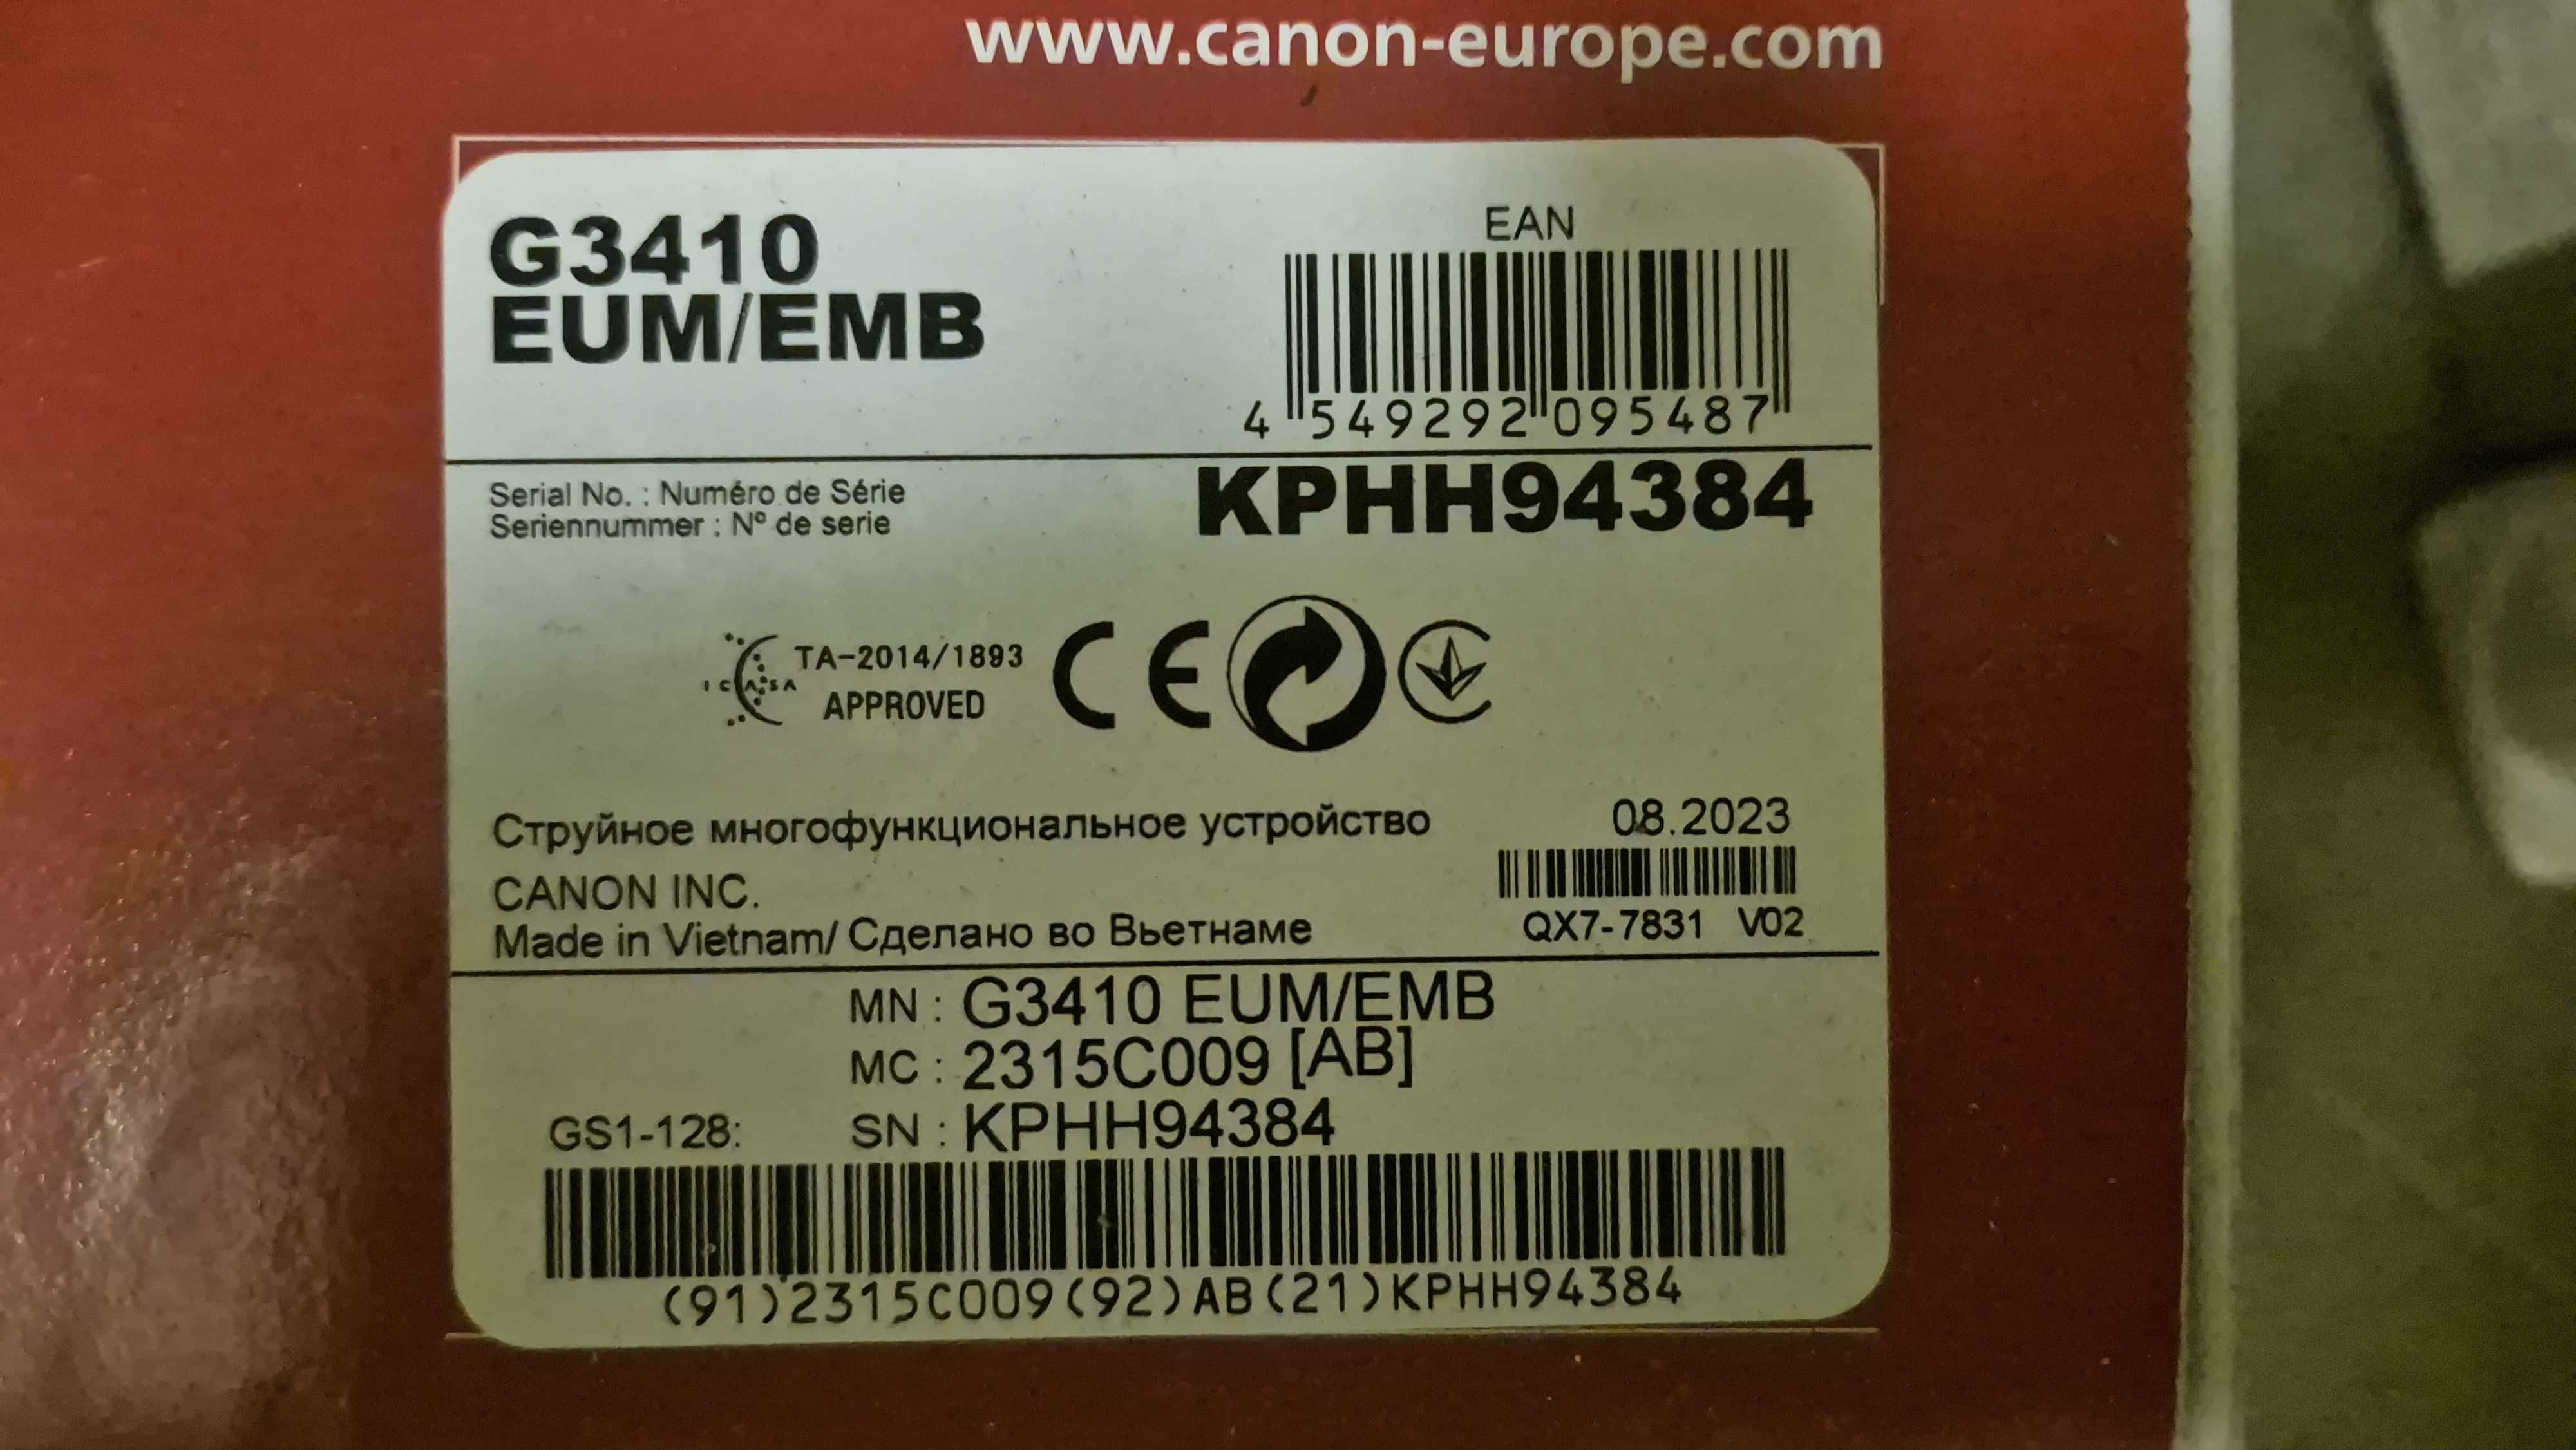 www.canon-europe.com
G3410
EUM/EMB
EAN
4 549292 095487
Serial No. : Numéro de Série
Seriennummer : Nº de serie
KPHH94384
ICASA
TA-2014/1893
APPROVED
CE
Струйное многофункциональное устройство
08.2023
CANON INC.
Made in Vietnam/ Сделано во Вьетнаме
QX7-7831 V02
MN : G3410 EUM/EMB
MC : 2315C009 [AB]
GS1-128: SN : KPHH94384
(91)2315C009(92)AB(21)KPHH94384